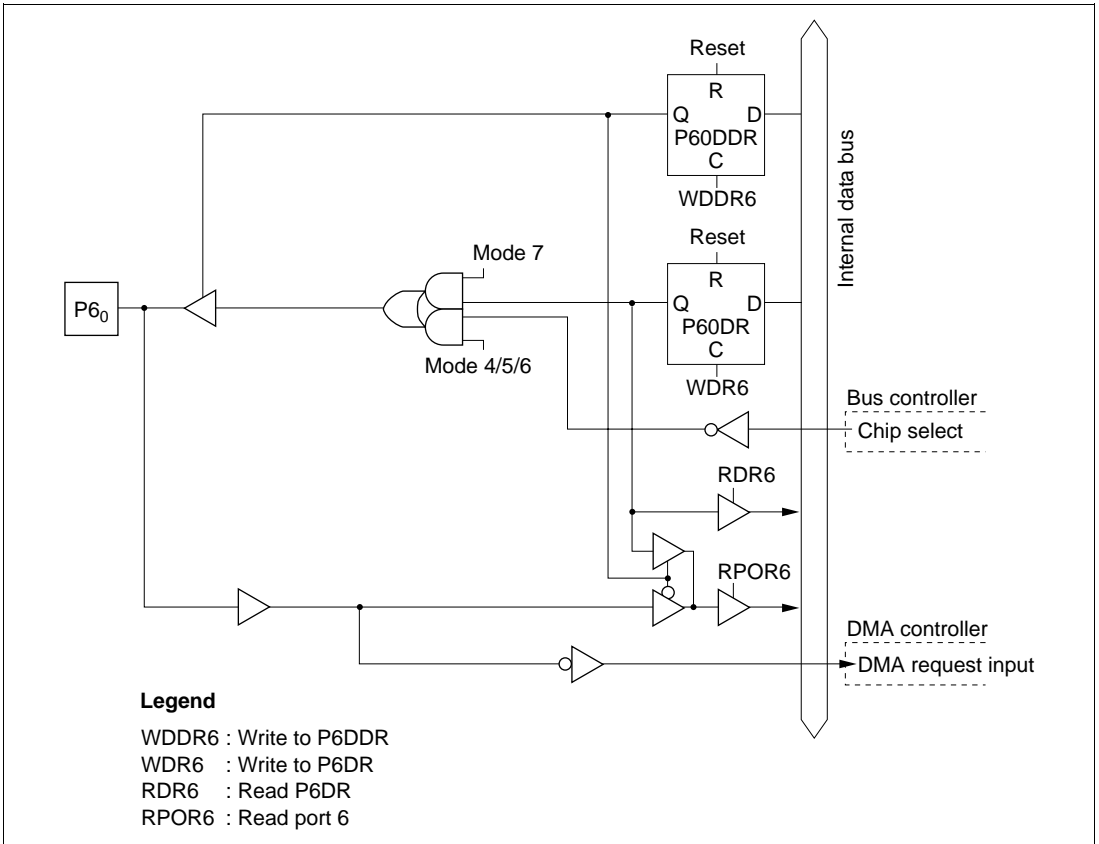 Reset
R
Q D
P60DDR
C
WDDR6
Internal data bus
Reset
Mode 7
R
Q D
P60DR
C
WDR6
P6₀
Mode 4/5/6
Bus controller
Chip select
RDR6
RPOR6
DMA controller
DMA request input
Legend
WDDR6 : Write to P6DDR
WDR6 : Write to P6DR
RDR6 : Read P6DR
RPOR6 : Read port 6